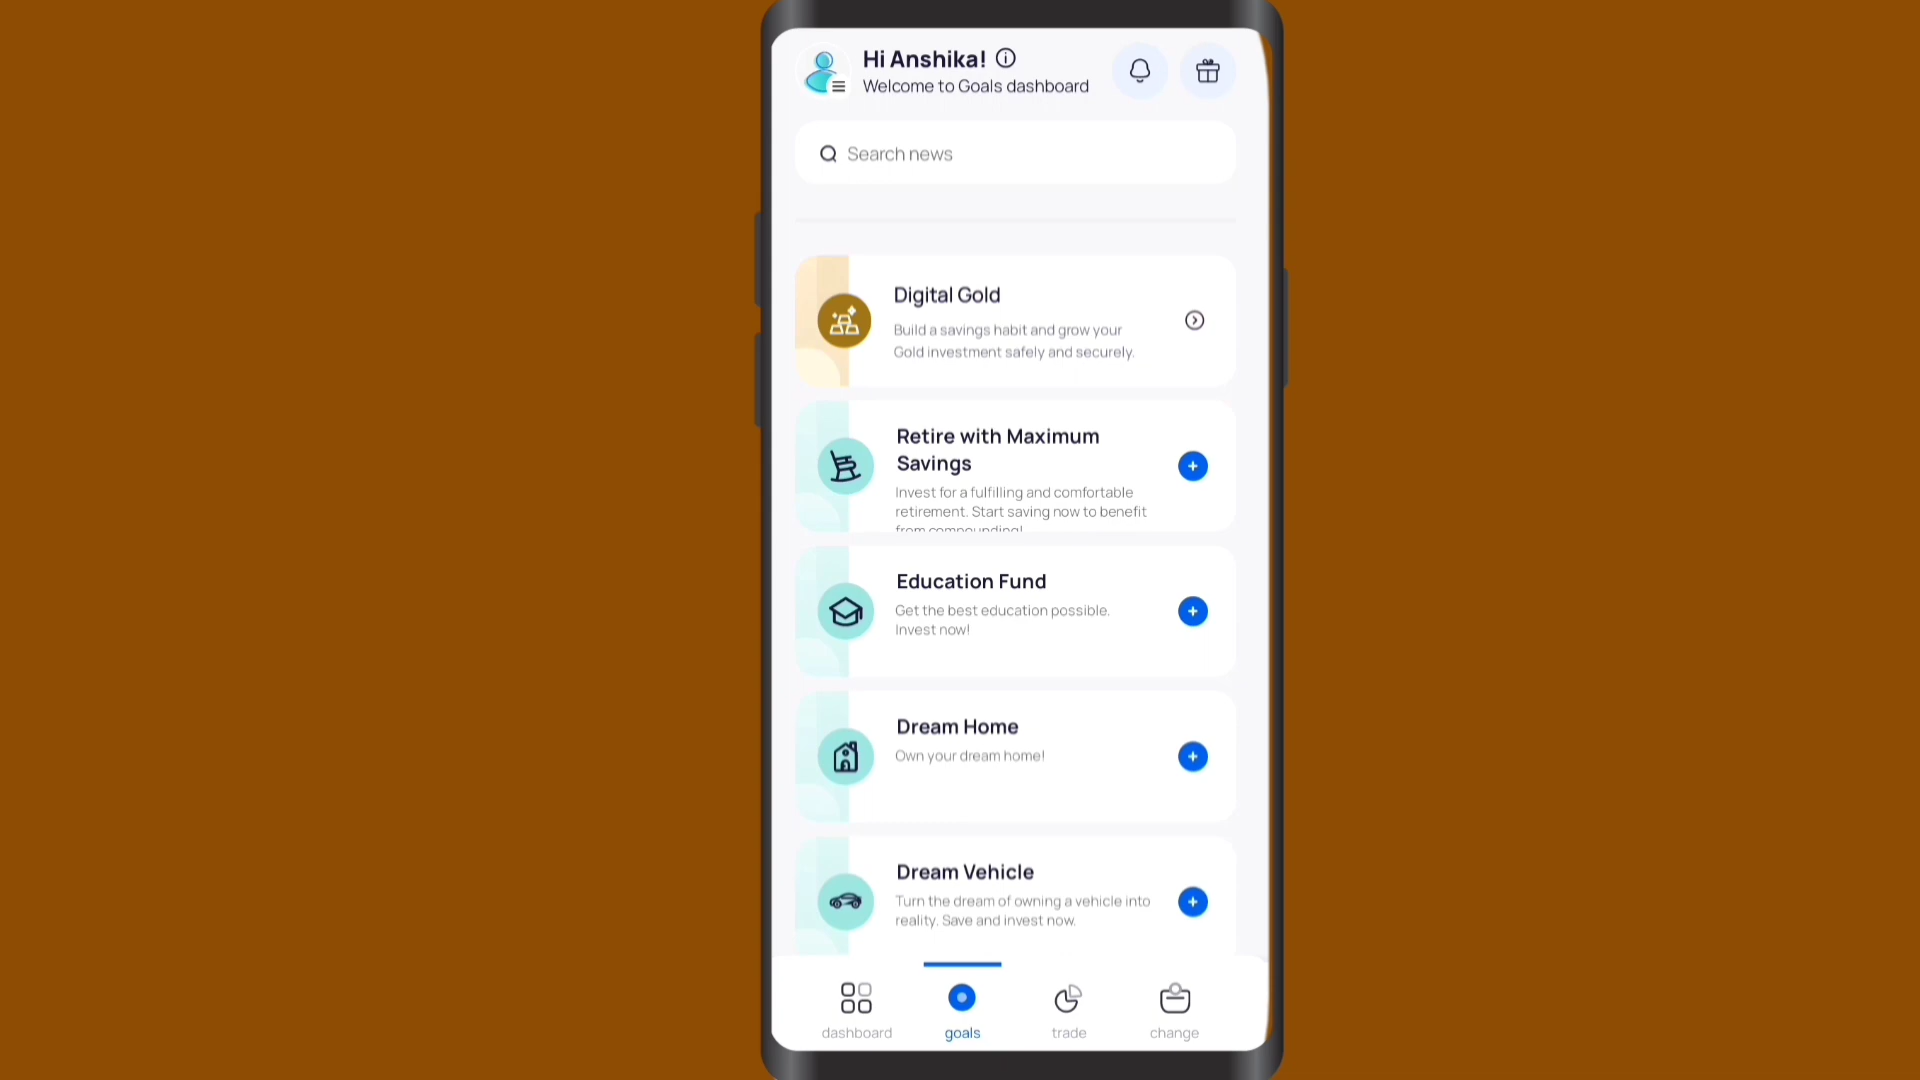 Hi Anshika!
Welcome to Goals dashboard
Search news
Digital Gold
Build a savings habit and grow your
Gold investment safely and securely.
Retire with Maximum
Savings
Invest for a fulfilling and comfortable
retirement. Start saving now to benefit
from compounding!
Education Fund
Get the best education possible.
Invest now!
Dream Home
Own your dream home!
Dream Vehicle
Turn the dream of owning a vehicle into
reality. Save and invest now.
dashboard
goals
trade
change